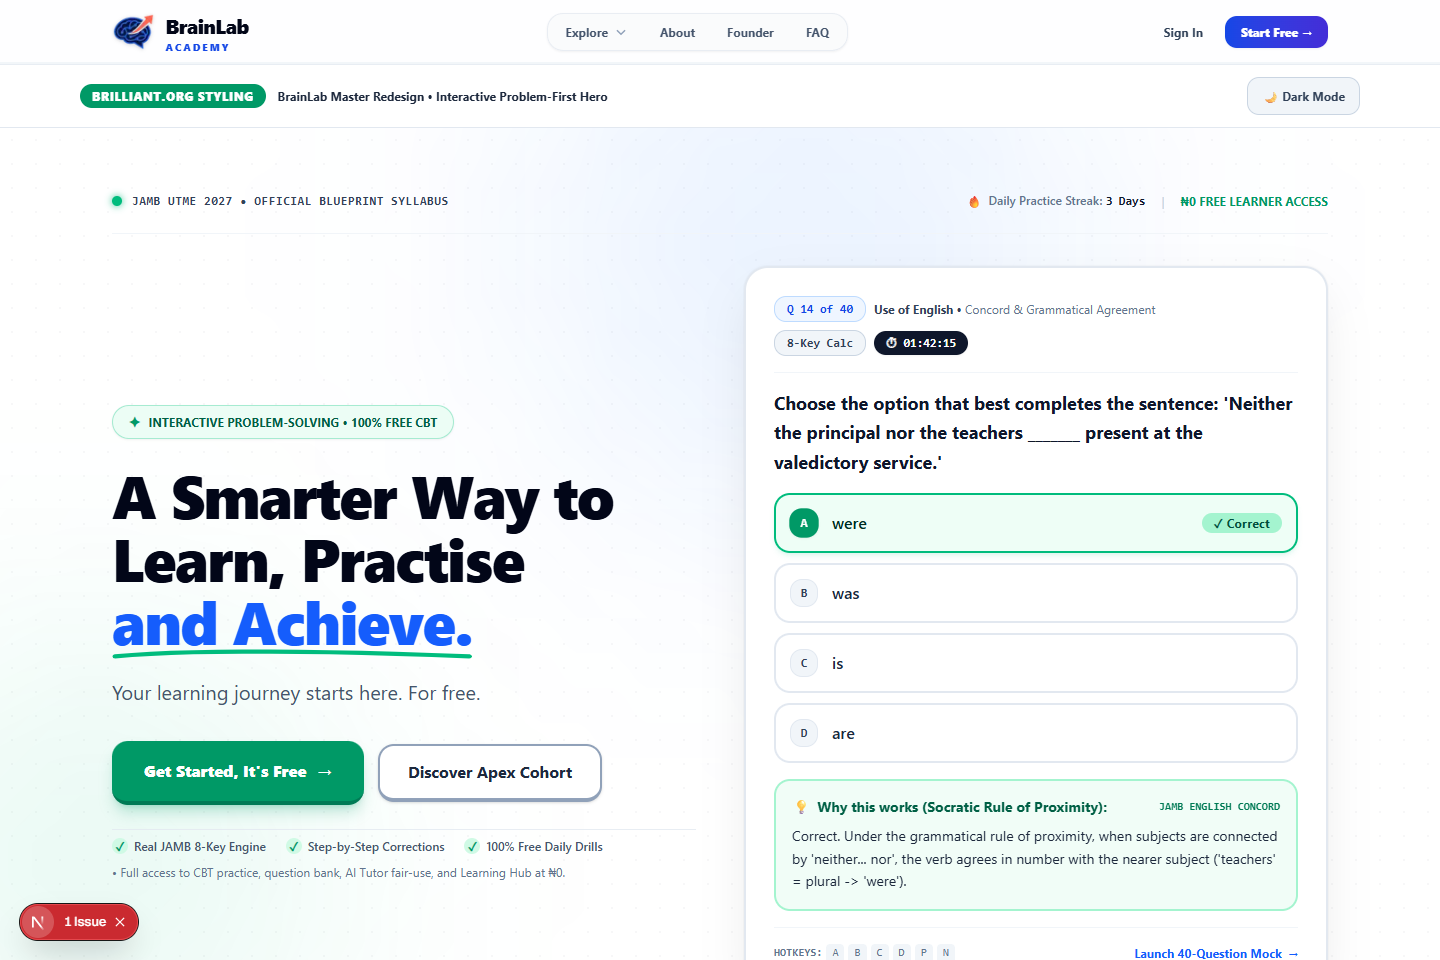 BrainLab
ACADEMY
Explore
About
Founder
FAQ
Sign In
Start Free →
BRILLIANT.ORG STYLING
BrainLab Master Redesign • Interactive Problem-First Hero
🌙 Dark Mode
JAMB UTME 2027 • OFFICIAL BLUEPRINT SYLLABUS
🔥 Daily Practice Streak: 3 Days | ₦0 FREE LEARNER ACCESS
✦ INTERACTIVE PROBLEM-SOLVING • 100% FREE CBT
A Smarter Way to
Learn, Practise
and Achieve.
Your learning journey starts here. For free.
Get Started, It's Free →
Discover Apex Cohort
✓ Real JAMB 8-Key Engine
✓ Step-by-Step Corrections
✓ 100% Free Daily Drills
• Full access to CBT practice, question bank, AI Tutor fair-use, and Learning Hub at ₦0.
N 1 Issue ×
Q 14 of 40
Use of English • Concord & Grammatical Agreement
8-Key Calc
⏱ 01:42:15
Choose the option that best completes the sentence: 'Neither
the principal nor the teachers ______ present at the
valedictory service.'
A were ✓ Correct
B was
C is
D are
💡 Why this works (Socratic Rule of Proximity):
JAMB ENGLISH CONCORD
Correct. Under the grammatical rule of proximity, when subjects are connected
by 'neither... nor', the verb agrees in number with the nearer subject ('teachers'
= plural -> 'were').
HOTKEYS: A B C D P N
Launch 40-Question Mock →